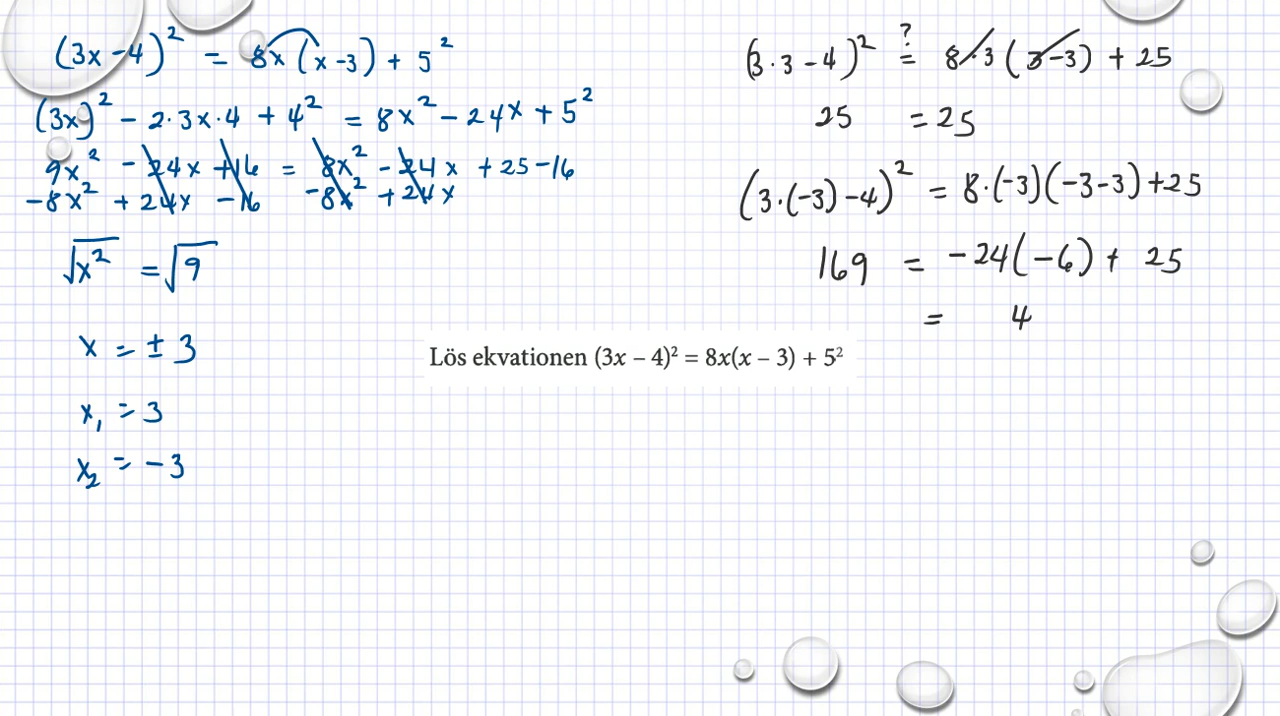 (3x - 4)² = 8x(x - 3) + 5²
(3x)² - 2·3x·4 + 4² = 8x² - 24x + 5²
9x² - 24x + 16 = 8x² - 24x + 25 - 16
-8x² + 24x - 16 -8x² + 24x
√x² = √9
x = ± 3
x₁ = 3
x₂ = -3
Lös ekvationen (3x – 4)² = 8x(x – 3) + 5²
(3·3 - 4)² ?= 8·3(3-3) + 25
25 = 25
(3·(-3) - 4)² = 8·(-3)(-3-3) + 25
169 = -24(-6) + 25
= 4